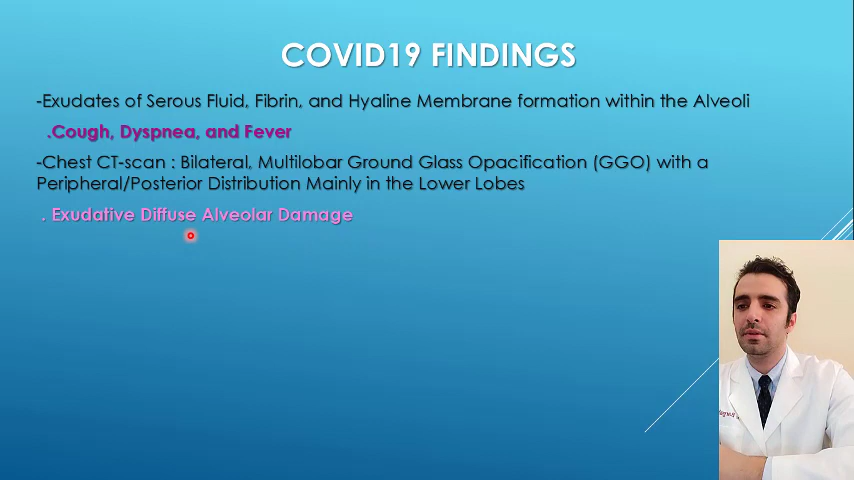 COVID19 FINDINGS
-Exudates of Serous Fluid, Fibrin, and Hyaline Membrane formation within the Alveoli
.Cough, Dyspnea, and Fever
-Chest CT-scan : Bilateral, Multilobar Ground Glass Opacification (GGO) with a
Peripheral/Posterior Distribution Mainly in the Lower Lobes
. Exudative Diffuse Alveolar Damage